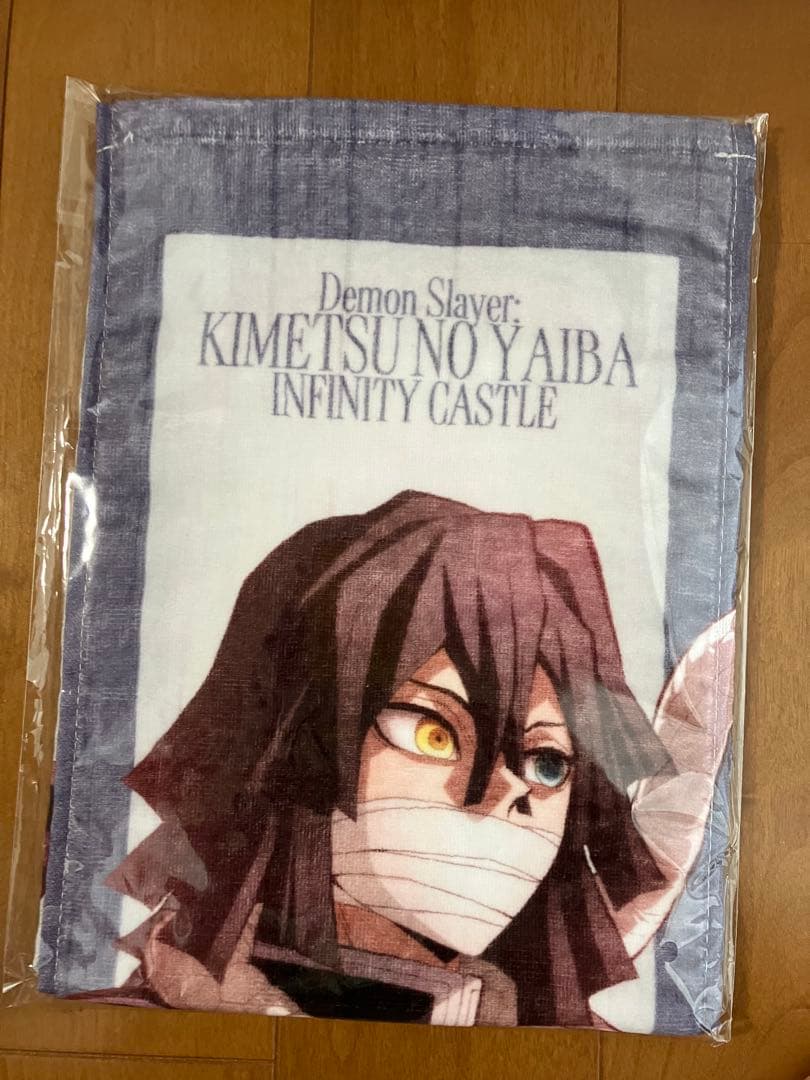 Demon Slayer:
KIMETSU NO YAIBA
INFINITY CASTLE